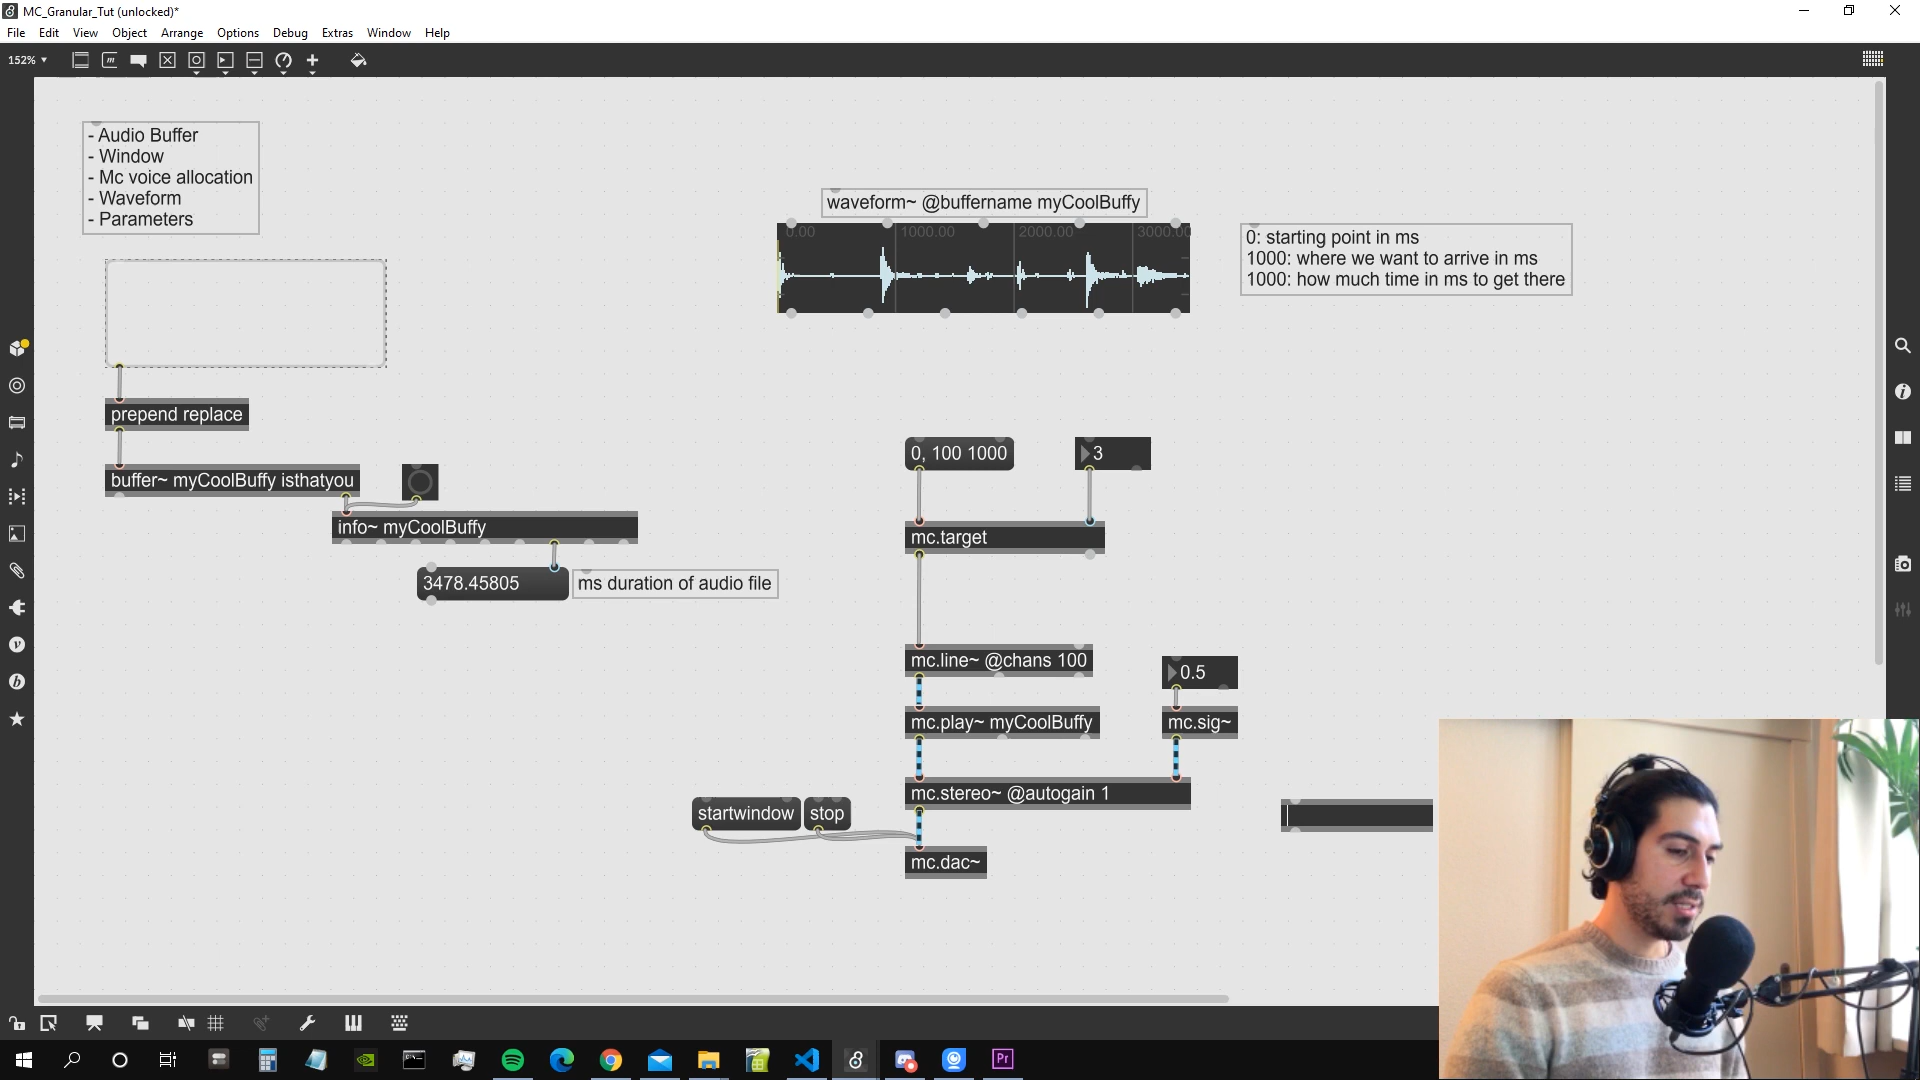 MC_Granular_Tut (unlocked)*
File Edit View Object Arrange Options Debug Extras Window Help
152%
- Audio Buffer
- Window
- Mc voice allocation
- Waveform
- Parameters
waveform~ @buffername myCoolBuffy
0.00 1000.00 2000.00 3000.00
0: starting point in ms
1000: where we want to arrive in ms
1000: how much time in ms to get there
prepend replace
buffer~ myCoolBuffy isthatyou
info~ myCoolBuffy
3478.45805
ms duration of audio file
0, 100 1000
3
mc.target
mc.line~ @chans 100
0.5
mc.play~ myCoolBuffy
mc.sig~
mc.stereo~ @autogain 1
startwindow
stop
mc.dac~
Pr